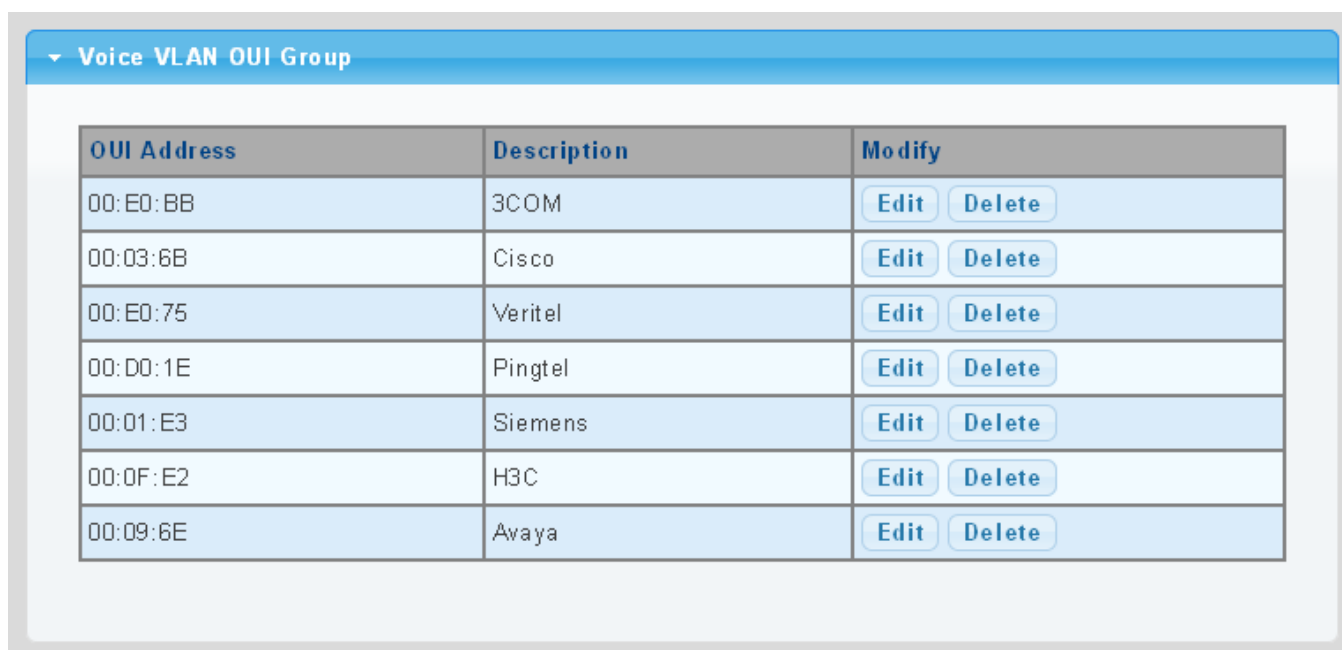 Voice VLAN OUI Group
OUI Address Description Modify
00:E0:BB 3COM Edit Delete
00:03:6B Cisco Edit Delete
00:E0:75 Veritel Edit Delete
00:D0:1E Pingtel Edit Delete
00:01:E3 Siemens Edit Delete
00:0F:E2 H3C Edit Delete
00:09:6E Avaya Edit Delete